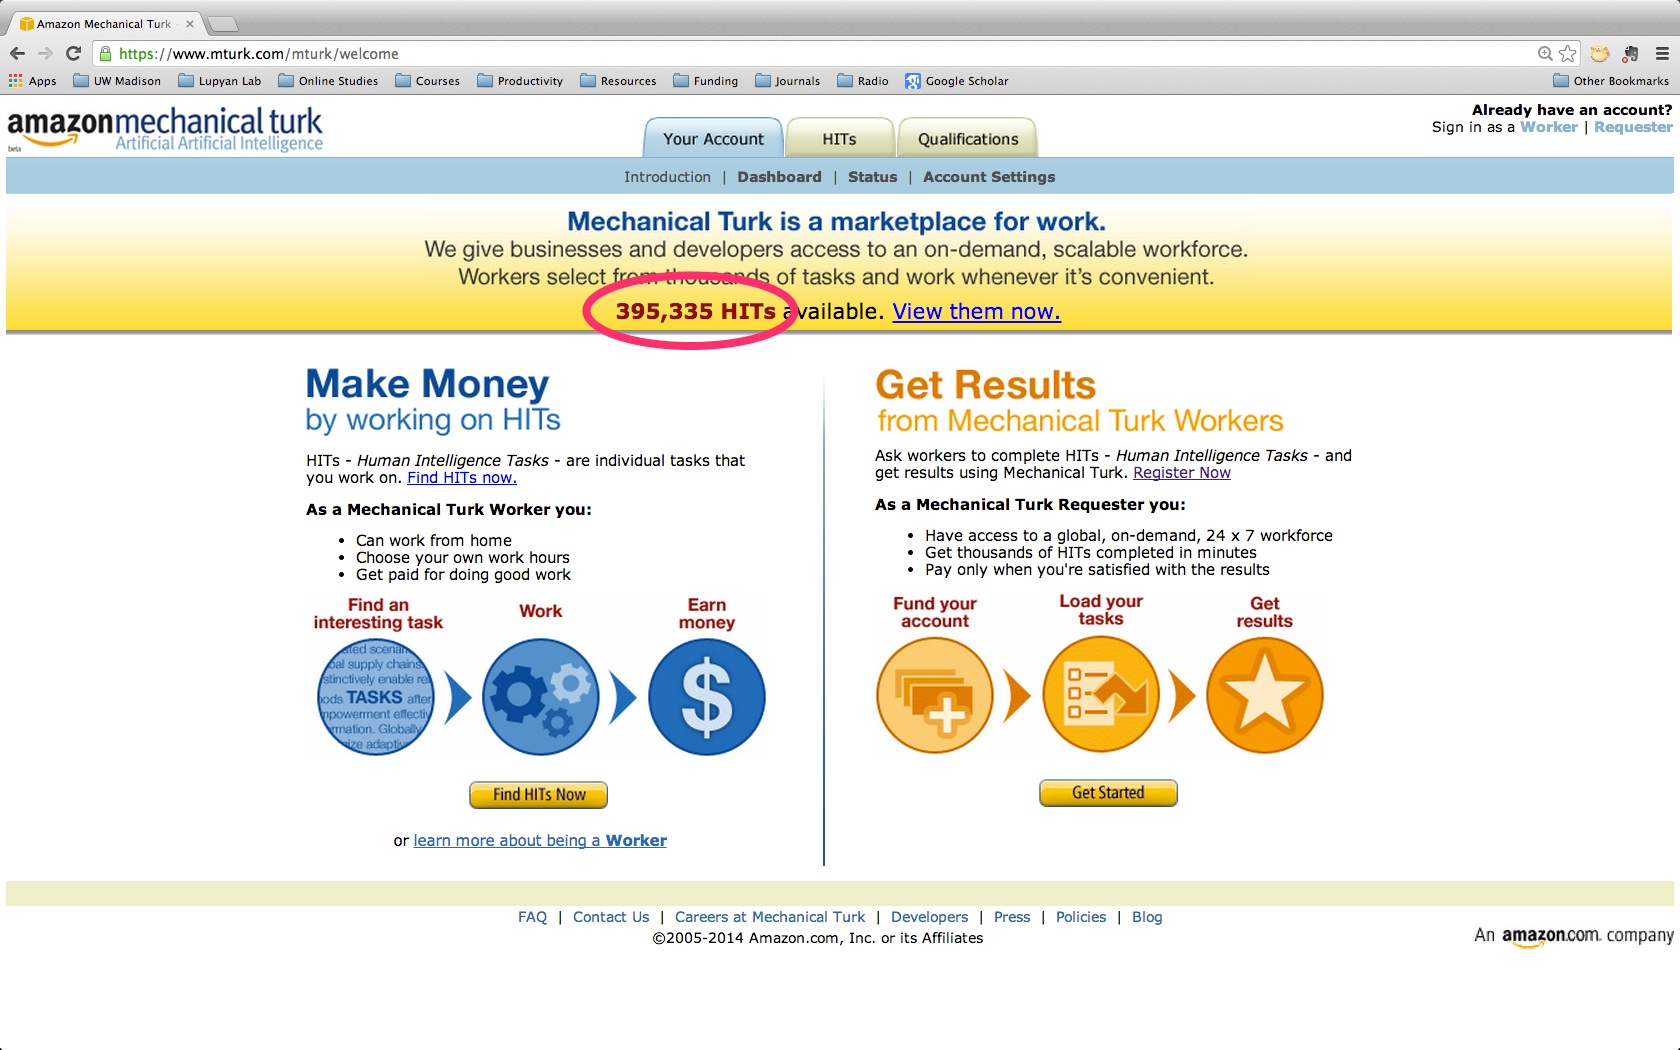 Amazon Mechanical Turk
https://www.mturk.com/mturk/welcome
Apps UW Madison Lupyan Lab Online Studies Courses Productivity Resources Funding Journals Radio Google Scholar Other Bookmarks
amazonmechanical turk
beta
Artificial Artificial Intelligence
Your Account HITs Qualifications
Already have an account?
Sign in as a Worker | Requester
Introduction | Dashboard | Status | Account Settings
Mechanical Turk is a marketplace for work.
We give businesses and developers access to an on-demand, scalable workforce.
Workers select from thousands of tasks and work whenever it's convenient.
395,335 HITs available. View them now.
Make Money
by working on HITs
HITs - Human Intelligence Tasks - are individual tasks that
you work on. Find HITs now.
As a Mechanical Turk Worker you:
• Can work from home
• Choose your own work hours
• Get paid for doing good work
Find an
interesting task
Work
Earn
money
supply chains
enable
TASKS after
Globally
$
Find HITs Now
or learn more about being a Worker
Get Results
from Mechanical Turk Workers
Ask workers to complete HITs - Human Intelligence Tasks - and
get results using Mechanical Turk. Register Now
As a Mechanical Turk Requester you:
• Have access to a global, on-demand, 24 x 7 workforce
• Get thousands of HITs completed in minutes
• Pay only when you're satisfied with the results
Fund your
account
Load your
tasks
Get
results
Get Started
FAQ | Contact Us | Careers at Mechanical Turk | Developers | Press | Policies | Blog
©2005-2014 Amazon.com, Inc. or its Affiliates
An amazon.com. company